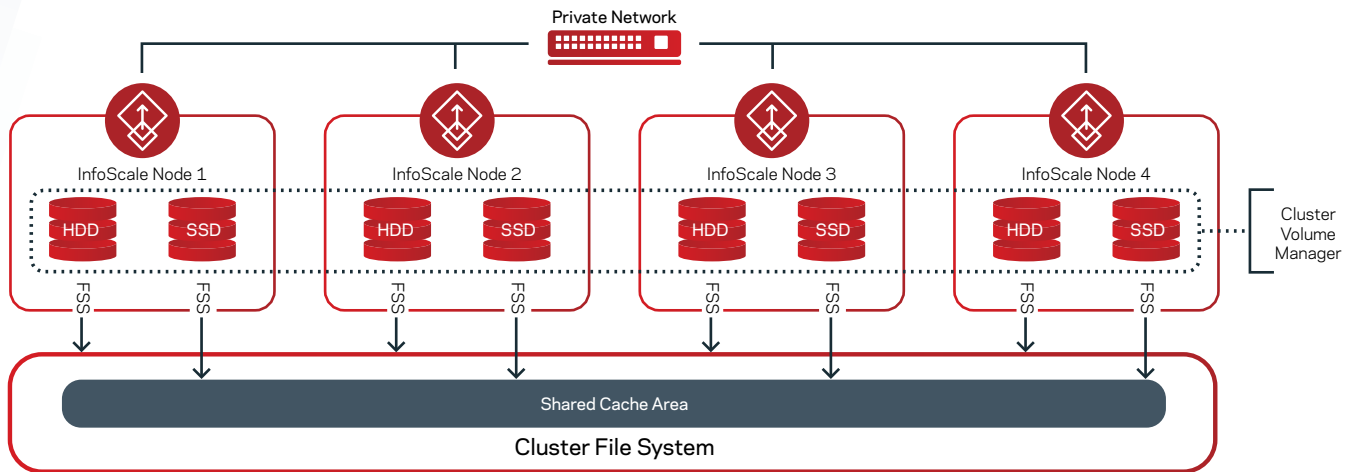 Private Network
InfoScale Node 1
InfoScale Node 2
InfoScale Node 3
InfoScale Node 4
HDD
SSD
HDD
SSD
HDD
SSD
HDD
SSD
Cluster
Volume
Manager
FSS
FSS
FSS
FSS
FSS
FSS
FSS
FSS
Shared Cache Area
Cluster File System